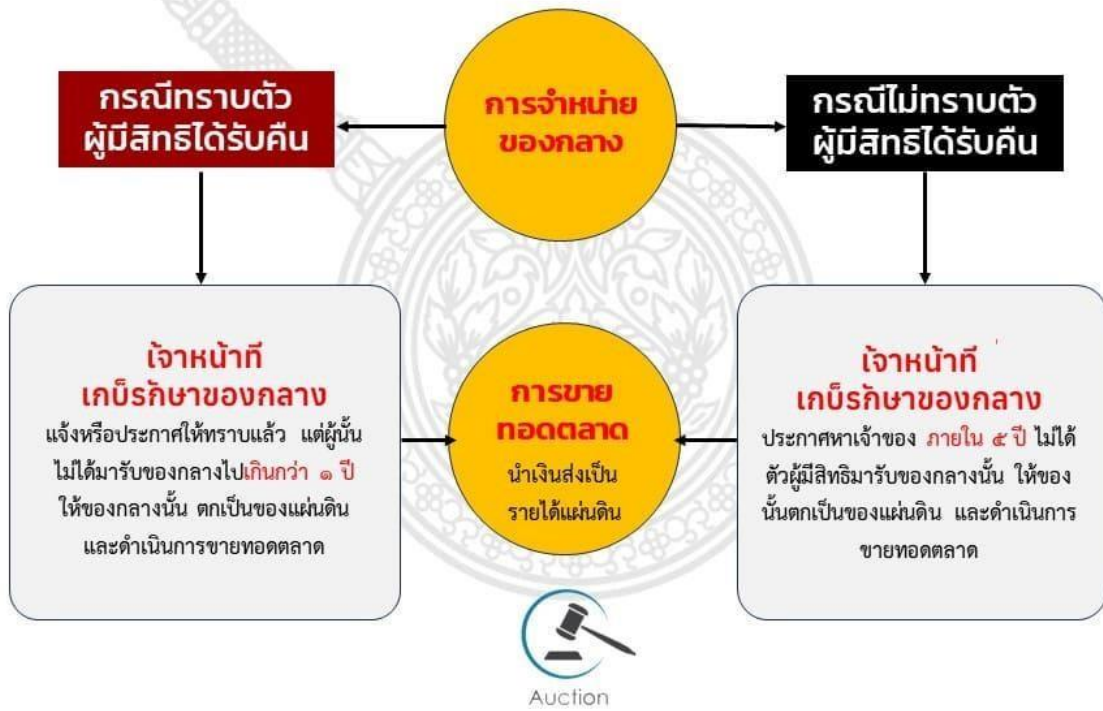 การจำหน่าย
ของกลาง
กรณีทราบตัว
ผู้มีสิทธิได้รับคืน
กรณีไม่ทราบตัว
ผู้มีสิทธิได้รับคืน
เจ้าหน้าที่
เก็บรักษาของกลาง
แจ้งหรือประกาศให้ทราบแล้ว แต่ผู้นั้น
ไม่ได้มารับของกลางไปเกินกว่า ๑ ปี
ให้ของกลางนั้น ตกเป็นของแผ่นดิน
และดำเนินการขายทอดตลาด
การขาย
ทอดตลาด
นำเงินส่งเป็น
รายได้แผ่นดิน
เจ้าหน้าที่
เก็บรักษาของกลาง
ประกาศหาเจ้าของ ภายใน ๕ ปี ไม่ได้
ตัวผู้มีสิทธิมารับของกลางนั้น ให้ของ
นั้นตกเป็นของแผ่นดิน และดำเนินการ
ขายทอดตลาด
Auction